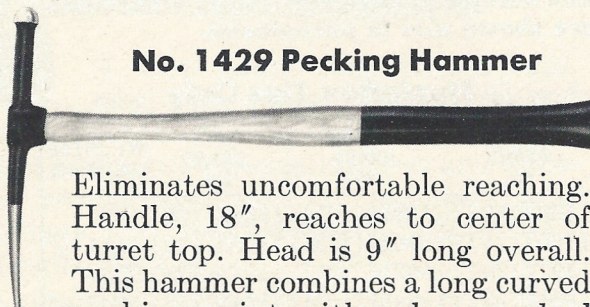 No. 1429 Pecking Hammer
Eliminates uncomfortable reaching.
Handle, 18″, reaches to center of
turret top. Head is 9″ long overall.
This hammer combines a long curved